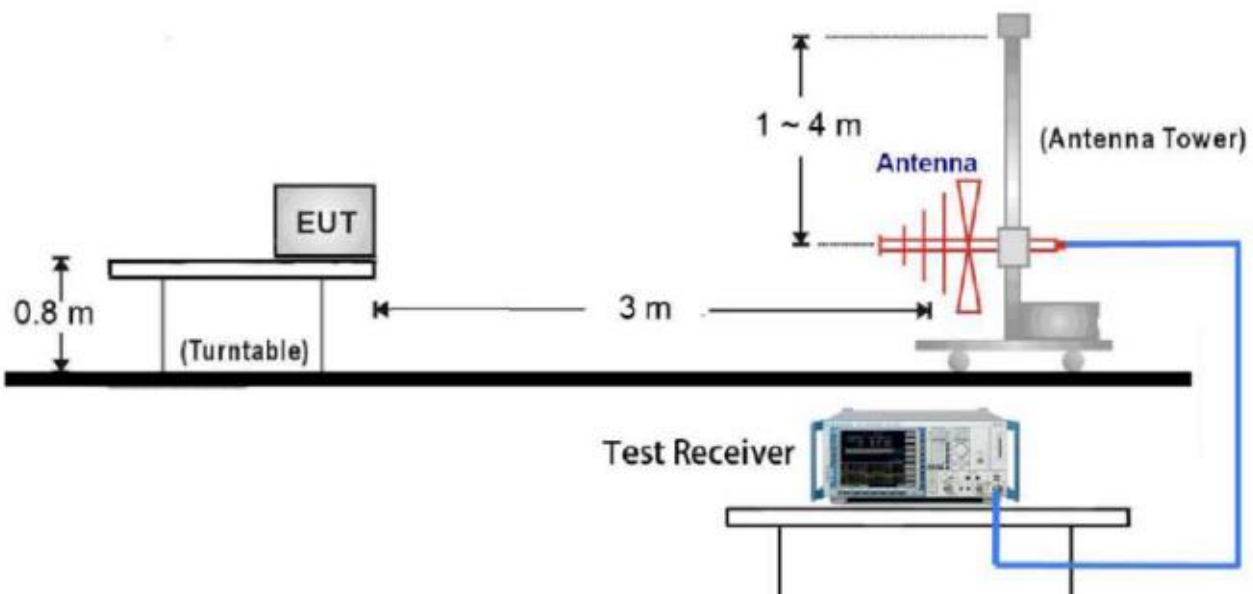 1 ~ 4 m
(Antenna Tower)
Antenna
EUT
0.8 m
3 m
(Turntable)
Test Receiver